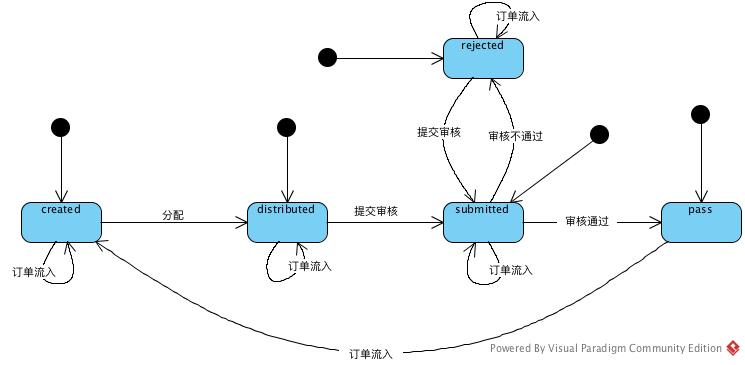 订单流入
rejected
提交审核
审核不通过
created
分配
distributed
提交审核
submitted
审核通过
pass
订单流入
订单流入
订单流入
订单流入
Powered By Visual Paradigm Community Edition